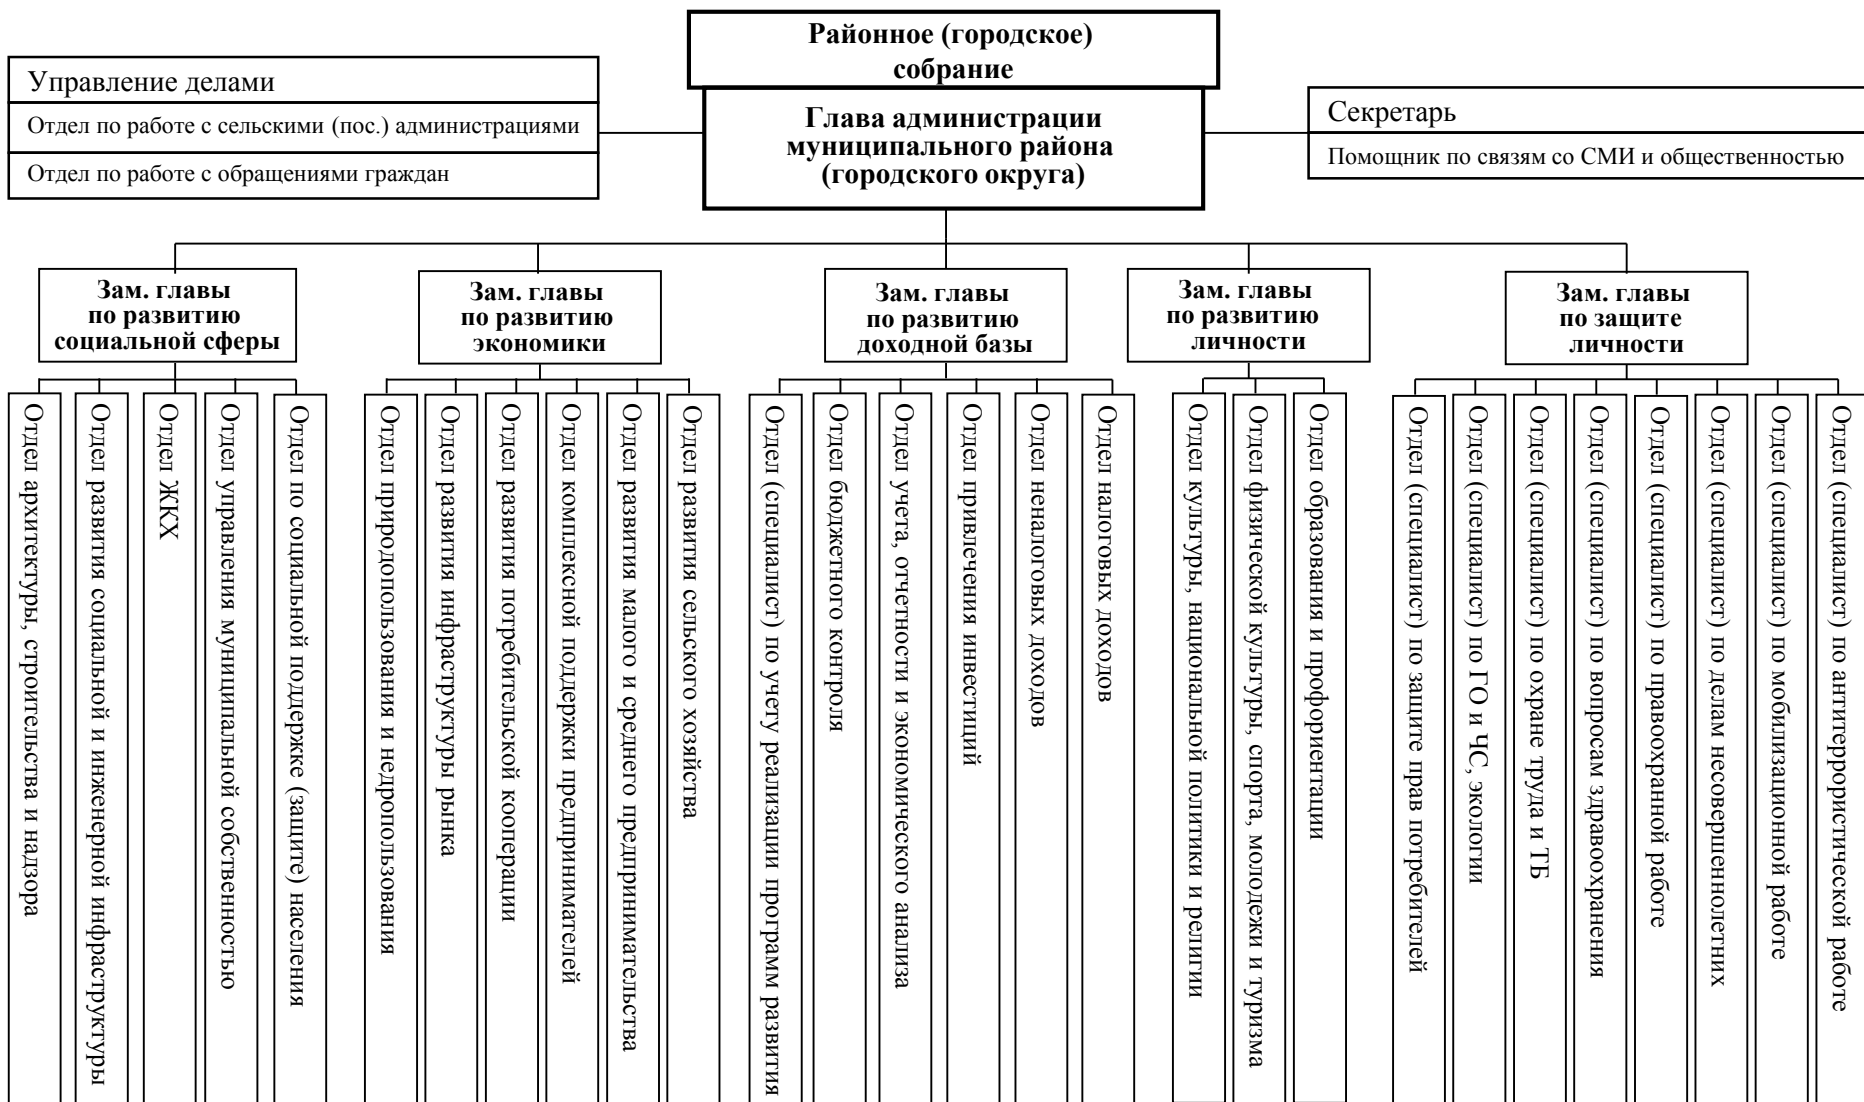 Районное (городское)
собрание
Управление делами
Отдел по работе с сельскими (пос.) администрациями
Отдел по работе с обращениями граждан
Глава администрации
муниципального района
(городского округа)
Секретарь
Помощник по связям со СМИ и общественностью
Зам. главы
по развитию
социальной сферы
Зам. главы
по развитию
экономики
Зам. главы
по развитию
доходной базы
Зам. главы
по развитию
личности
Зам. главы
по защите
личности
Отдел архитектуры, строительства и надзора
Отдел развития социальной и инженерной инфраструктуры
Отдел ЖКХ
Отдел управления муниципальной собственностью
Отдел по социальной поддержке (защите) населения
Отдел природопользования и недропользования
Отдел развития инфраструктуры рынка
Отдел развития потребительской кооперации
Отдел комплексной поддержки предпринимателей
Отдел развития малого и среднего предпринимательства
Отдел развития сельского хозяйства
Отдел (специалист) по учету реализации программ развития
Отдел бюджетного контроля
Отдел учета, отчетности и экономического анализа
Отдел привлечения инвестиций
Отдел неналоговых доходов
Отдел налоговых доходов
Отдел культуры, национальной политики и религии
Отдел физической культуры, спорта, молодежи и туризма
Отдел образования и профориентации
Отдел (специалист) по защите прав потребителей
Отдел (специалист) по ГО и ЧС, экологии
Отдел (специалист) по охране труда и ТБ
Отдел (специалист) по вопросам здравоохранения
Отдел (специалист) по правоохранной работе
Отдел (специалист) по делам несовершеннолетних
Отдел (специалист) по мобилизационной работе
Отдел (специалист) по антитеррористической работе